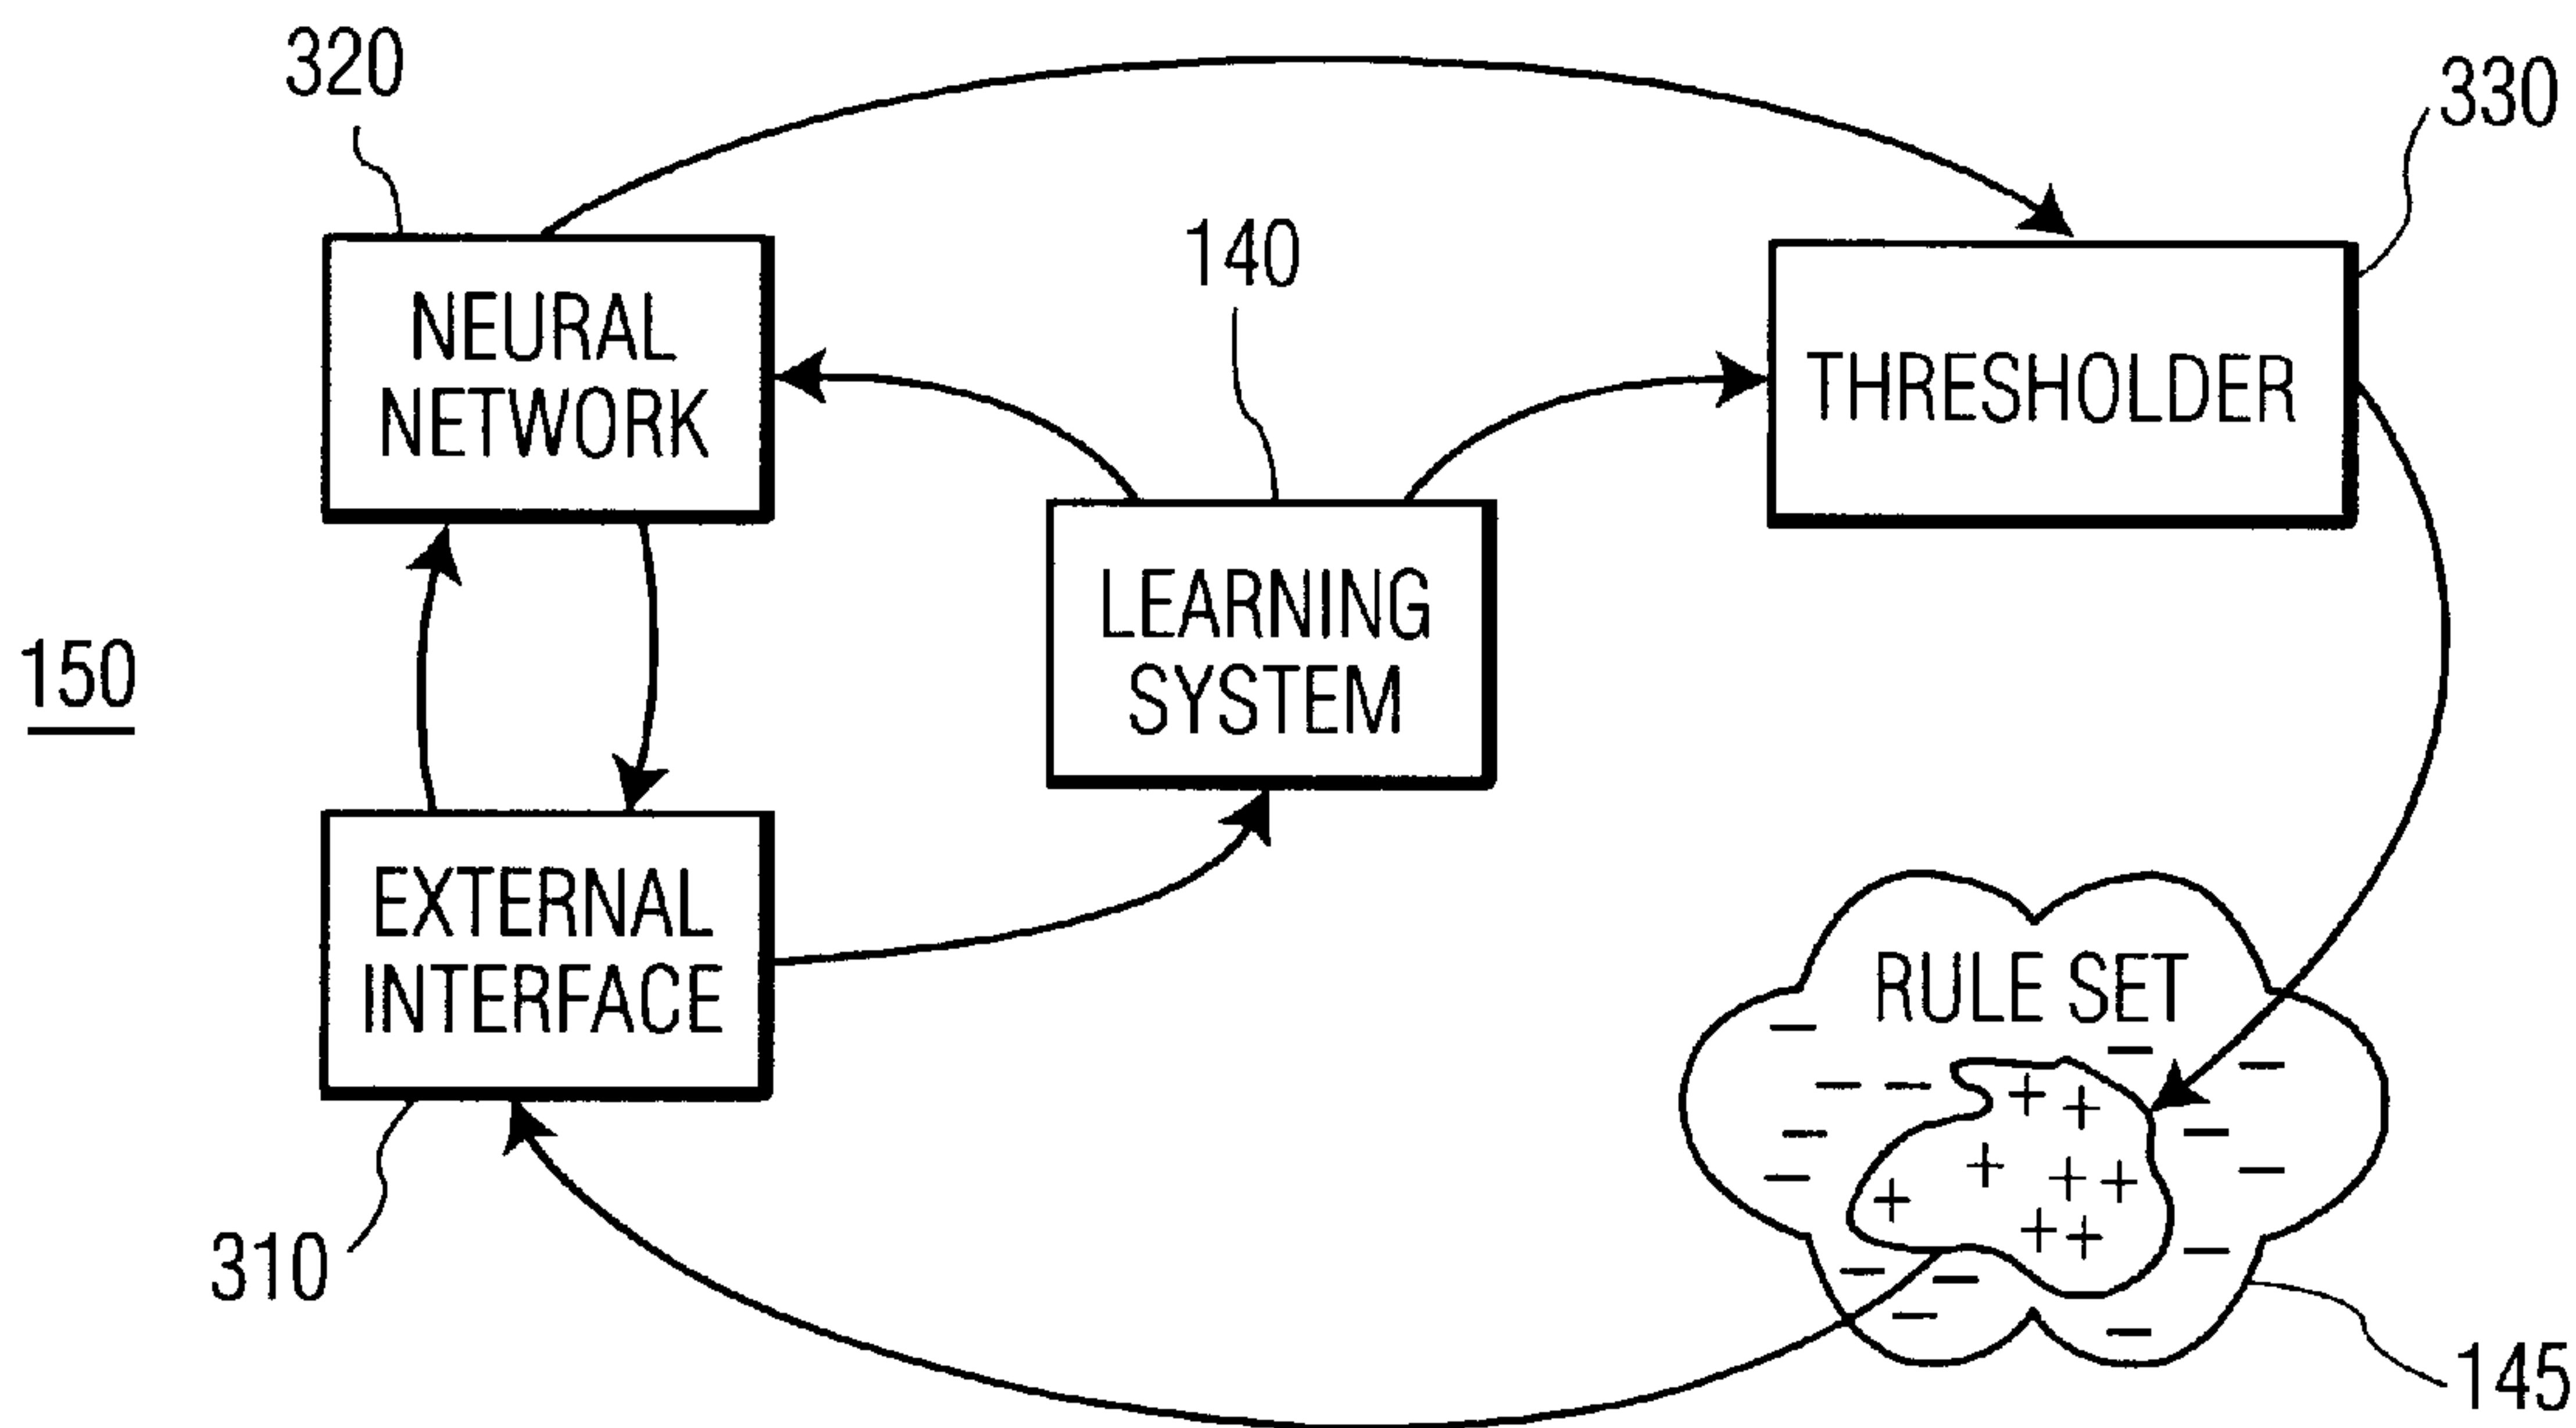 320
330
140
NEURAL
NETWORK
THRESHOLDER
LEARNING
SYSTEM
150
EXTERNAL
INTERFACE
RULE SET
310
145